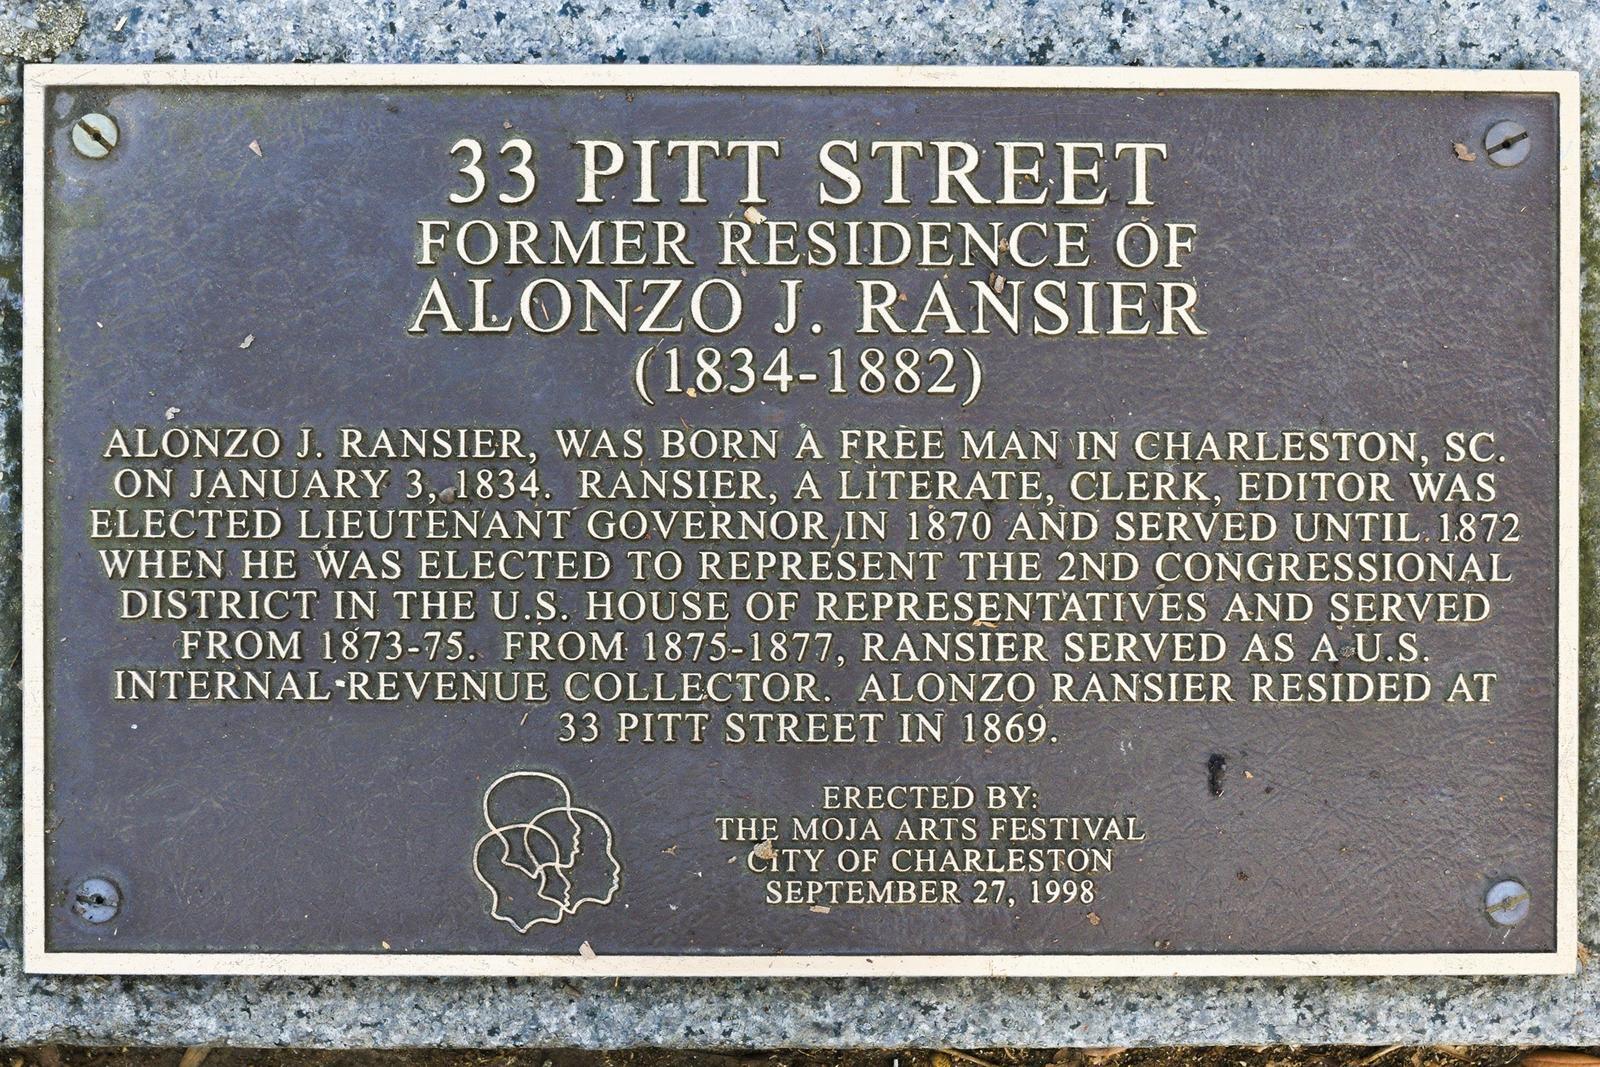 33 PITT STREET
FORMER RESIDENCE OF
ALONZO J. RANSIER
(1834-1882)
ALONZO J. RANSIER, WAS BORN A FREE MAN IN CHARLESTON, SC.
ON JANUARY 3, 1834. RANSIER, A LITERATE, CLERK, EDITOR WAS
ELECTED LIEUTENANT GOVERNOR IN 1870 AND SERVED UNTIL 1872
WHEN HE WAS ELECTED TO REPRESENT THE 2ND CONGRESSIONAL
DISTRICT IN THE U.S. HOUSE OF REPRESENTATIVES AND SERVED
FROM 1873-75. FROM 1875-1877, RANSIER SERVED AS A U.S.
INTERNAL REVENUE COLLECTOR. ALONZO RANSIER RESIDED AT
33 PITT STREET IN 1869.
ERECTED BY:
THE MOJA ARTS FESTIVAL
CITY OF CHARLESTON
SEPTEMBER 27, 1998